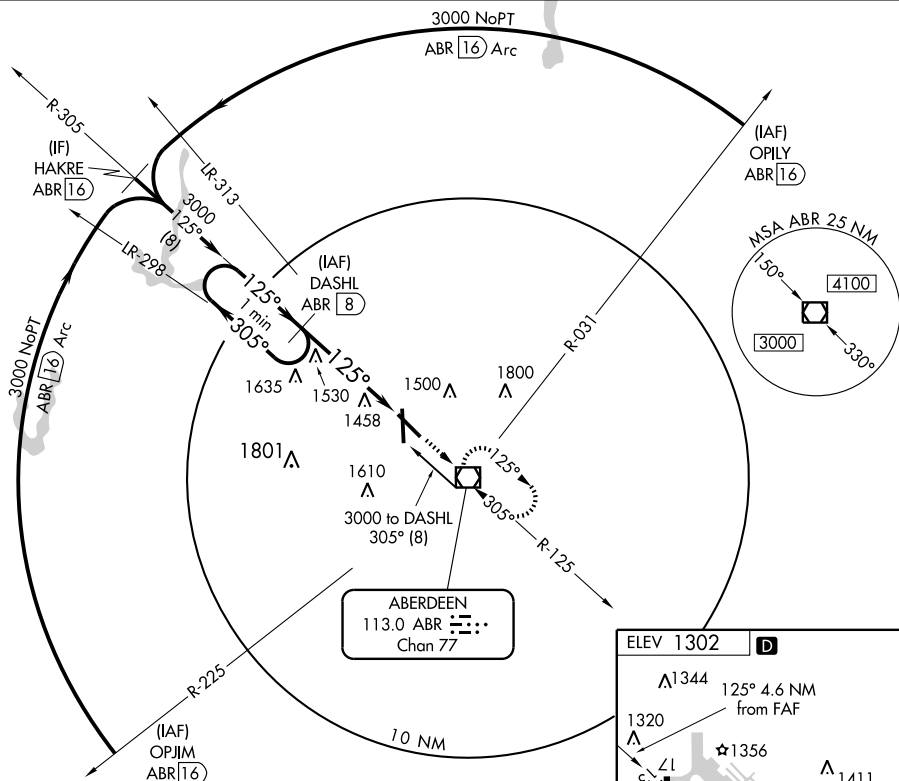 3000 NoPT
ABR 16 Arc
R-305
(IF)
HAKRE
ABR 16
LR-313
3000
125°
(8)
LR-298
(IAF)
OPILY
ABR 16
MSA ABR 25 NM
150°
4100
3000
330°
(IAF)
DASHL
ABR 8
125°
1 min
305°
125°
R-031
3000 NoPT
ABR 16 Arc
1635
1530
1458
1500
1800
1801
1610
125°
305°
3000 to DASHL
305° (8)
R-125
ABERDEEN
113.0 ABR
Chan 77
R-225
(IAF)
OPJIM
ABR 16
10 NM
ELEV 1302 D
1344
125° 4.6 NM
from FAF
1320
1356
17
1411